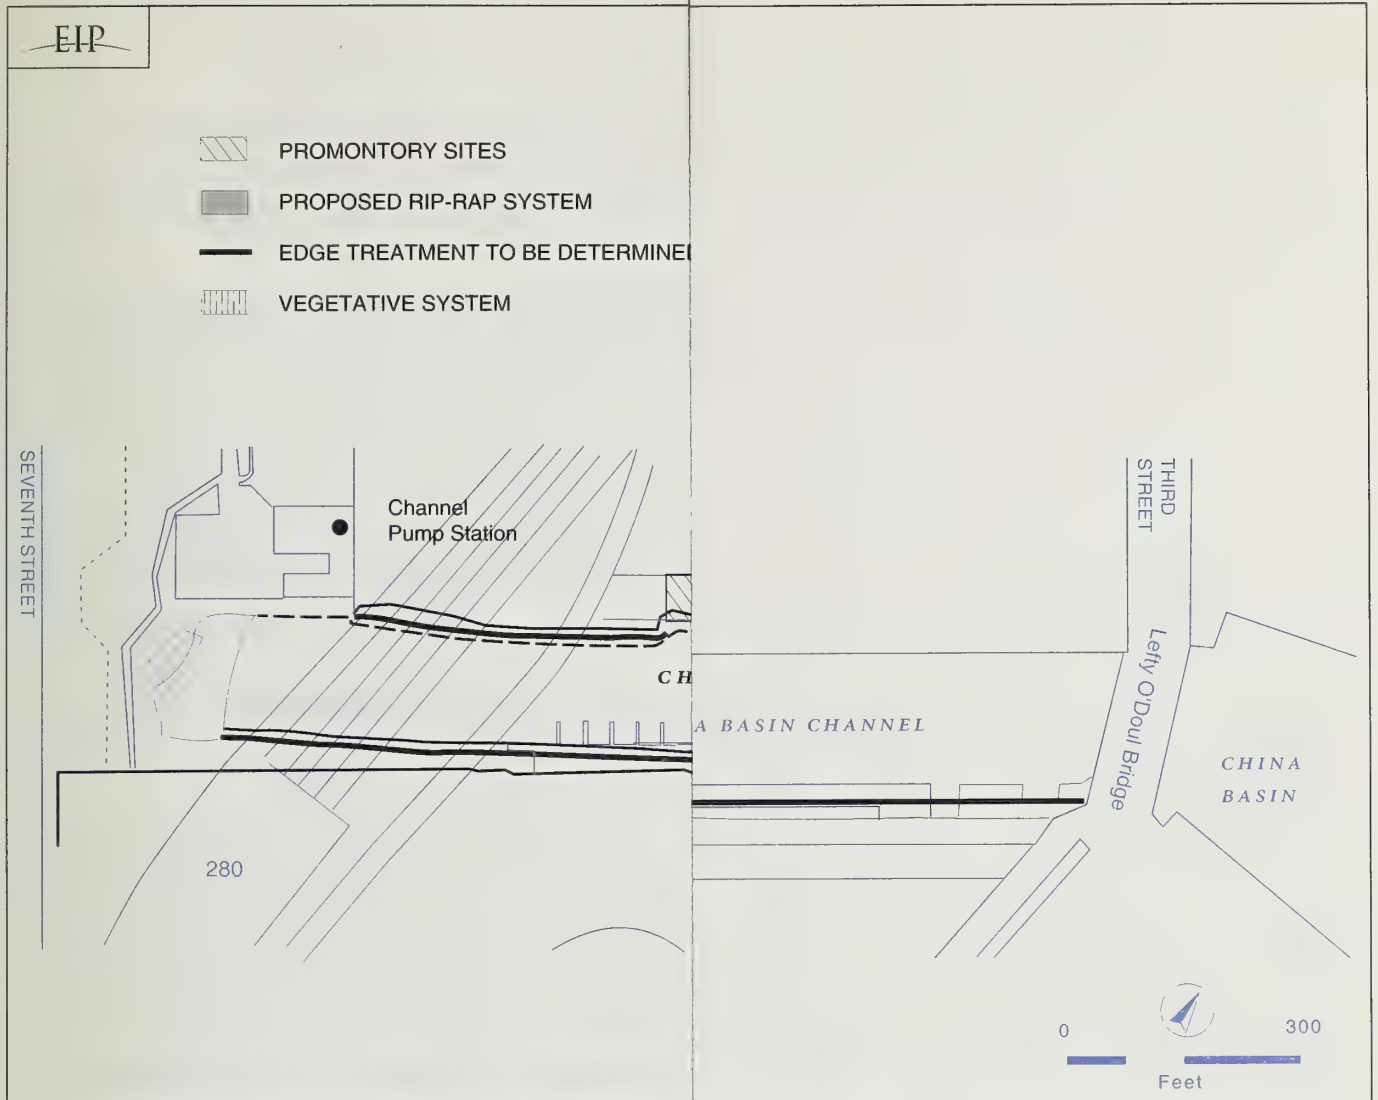 EIP
PROMONTORY SITES
PROPOSED RIP-RAP SYSTEM
EDGE TREATMENT TO BE DETERMINE
VEGETATIVE SYSTEM
SEVENTH STREET
Channel
Pump Station
THIRD
STREET
CH
A BASIN CHANNEL
Lefty O'Doul Bridge
CHINA
BASIN
280
0
300
Feet